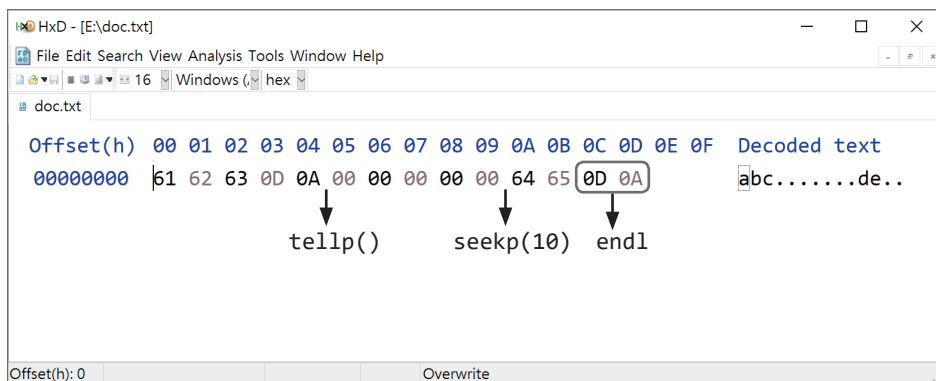 HxD - [E:\doc.txt]
File Edit Search View Analysis Tools Window Help
16 Windows (, hex
doc.txt
Offset(h) 00 01 02 03 04 05 06 07 08 09 0A 0B 0C 0D 0E 0F Decoded text
00000000 61 62 63 0D 0A 00 00 00 00 00 64 65 0D 0A abc.......de..
tellp() seekp(10) endl
Offset(h): 0 Overwrite